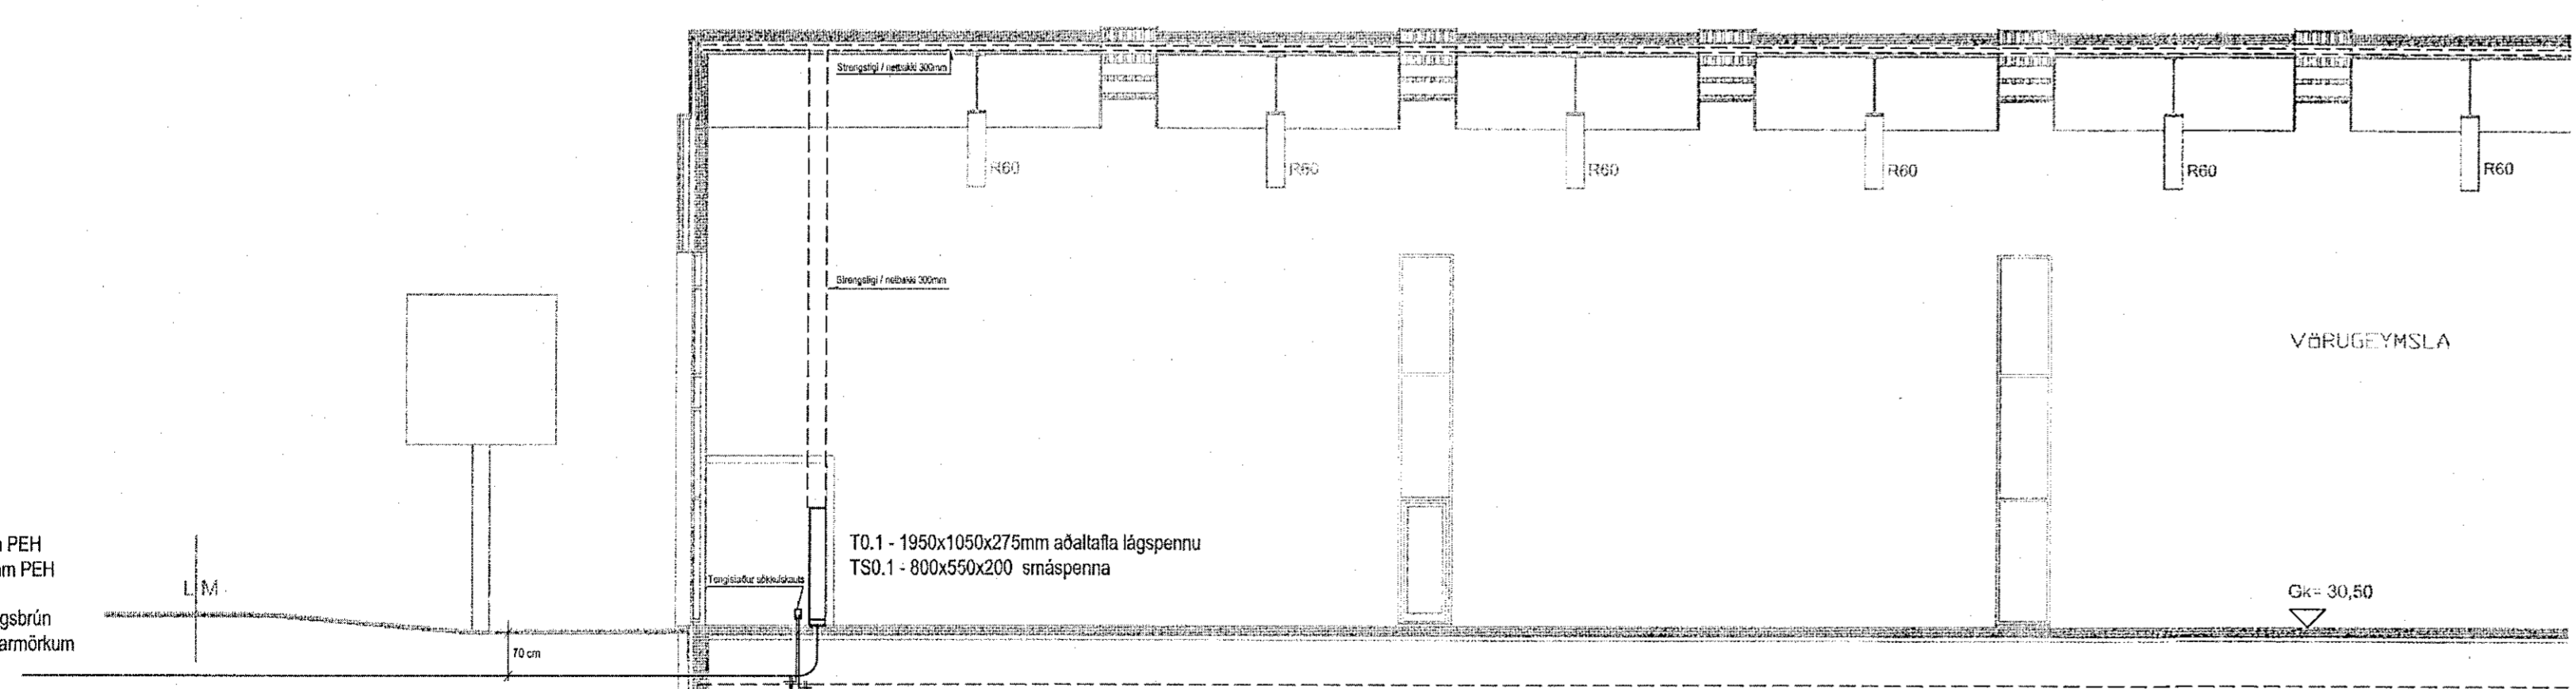 Strengstigi / netbakki 300mm
R60
R60
R60
R60
R60
R60
Strengstigi / netbakki 300mm
VÖRUGEYMSLA
PEH
PEH
T0.1 - 1950x1050x275mm aðaltafla lágspennu
TS0.1 - 800x550x200 smáspenna
Tengistaður sökkulskauts
L M
Gk= 30,50
gsbrún
armörkum
70 cm